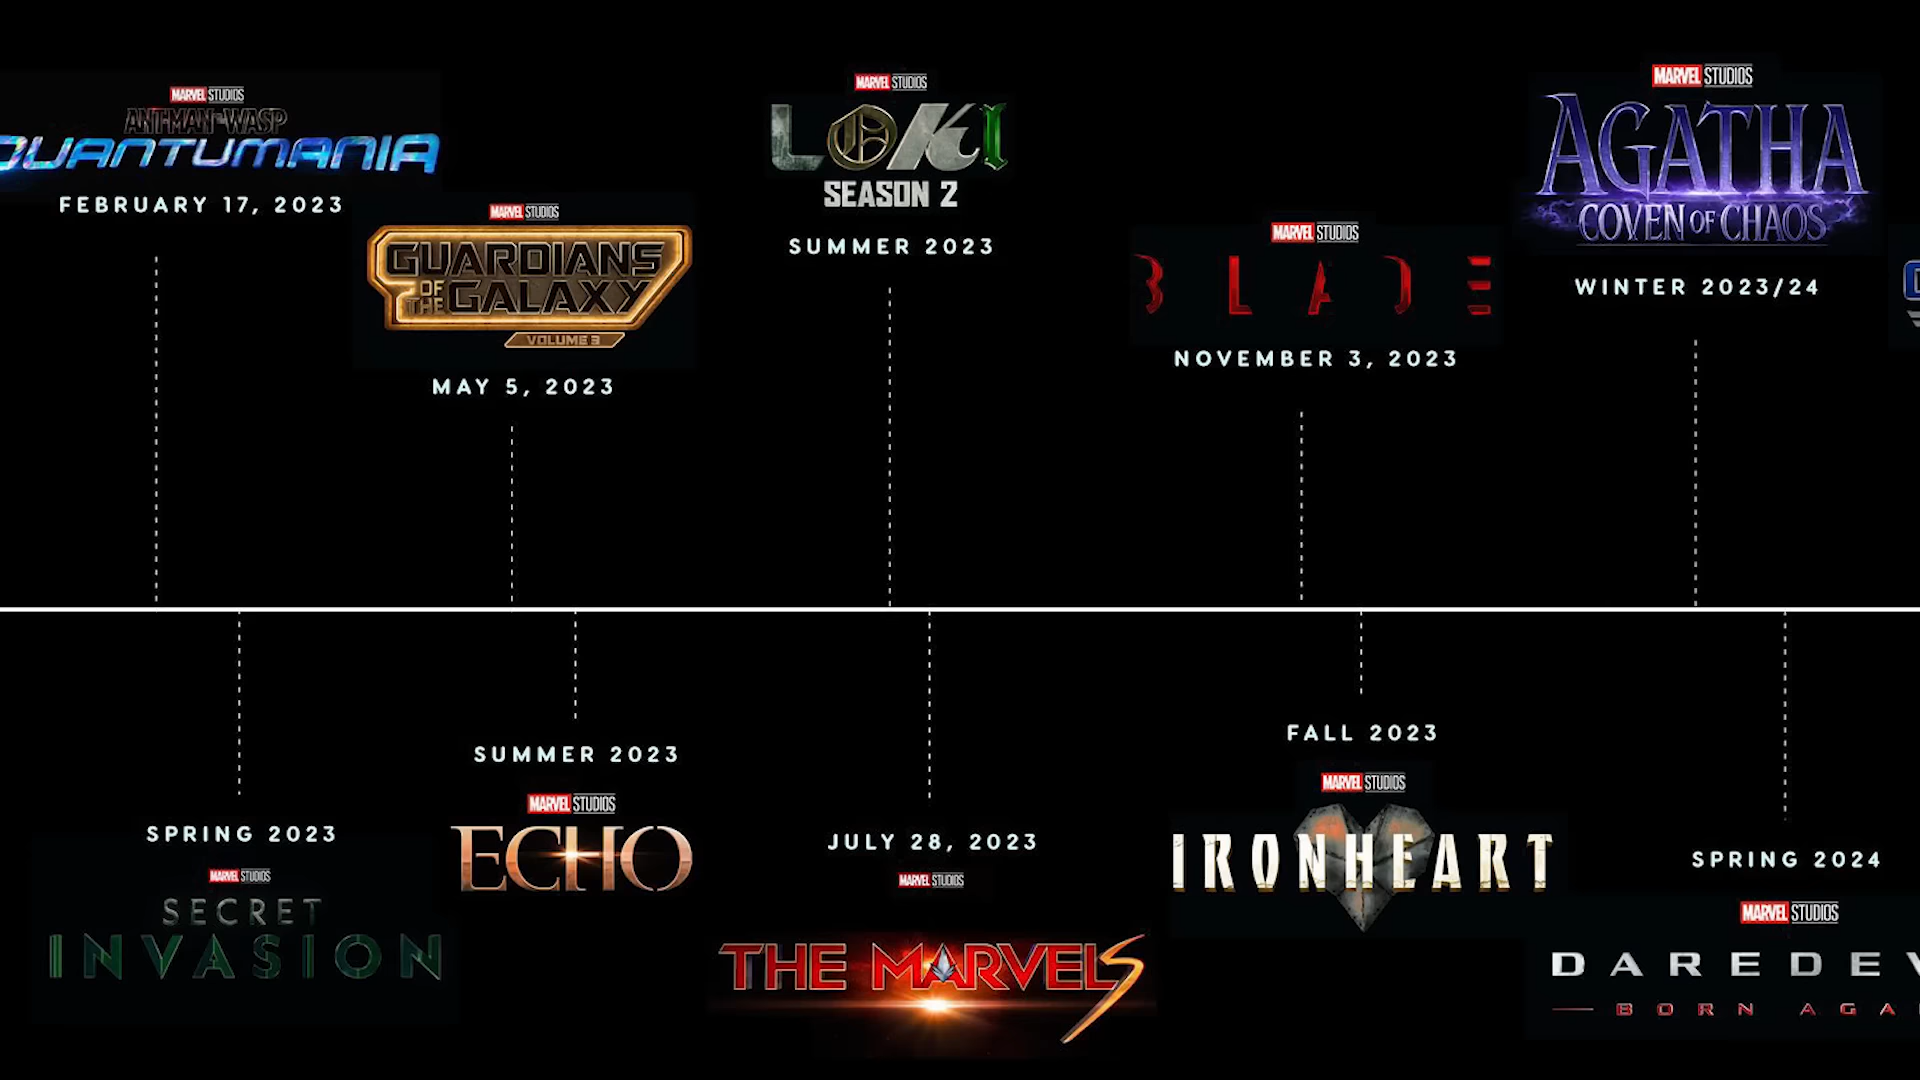 MARVEL STUDIOS
ANT-MAN AND THE WASP
QUANTUMANIA
FEBRUARY 17, 2023
MARVEL STUDIOS
GUARDIANS
OF THE GALAXY
VOLUME 3
MAY 5, 2023
MARVEL STUDIOS
LOKI
SEASON 2
SUMMER 2023
MARVEL STUDIOS
BLADE
NOVEMBER 3, 2023
MARVEL STUDIOS
AGATHA
COVEN OF CHAOS
WINTER 2023/24
SPRING 2023
MARVEL STUDIOS
SECRET
INVASION
SUMMER 2023
MARVEL STUDIOS
ECHO
JULY 28, 2023
MARVEL STUDIOS
THE MARVELS
FALL 2023
MARVEL STUDIOS
IRONHEART
SPRING 2024
MARVEL STUDIOS
DAREDEV
BORN AGA